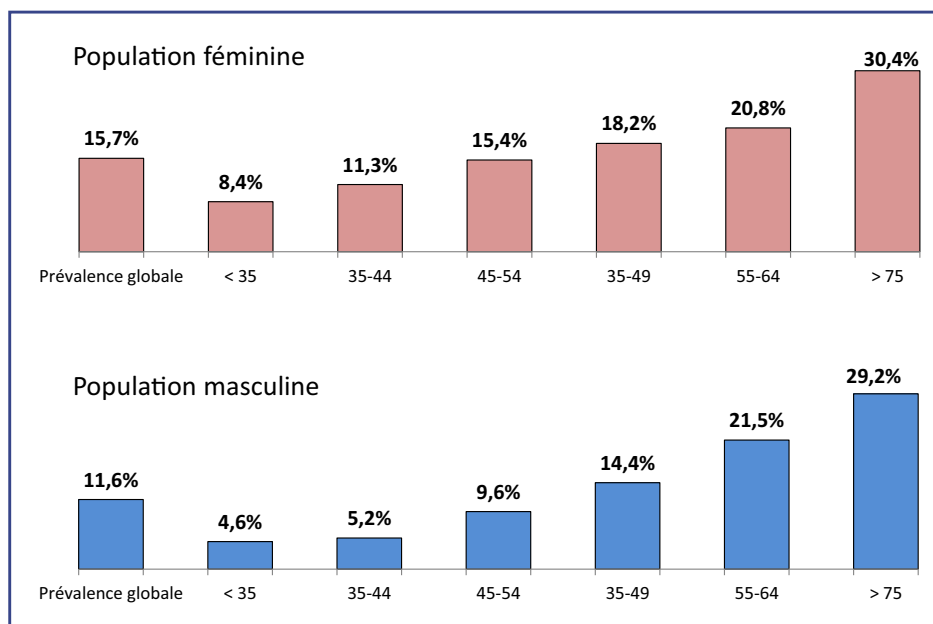 Population féminine
15,7% 8,4% 11,3% 15,4% 18,2% 20,8% 30,4%
Prévalence globale < 35 35-44 45-54 35-49 55-64 > 75
Population masculine
11,6% 4,6% 5,2% 9,6% 14,4% 21,5% 29,2%
Prévalence globale < 35 35-44 45-54 35-49 55-64 > 75